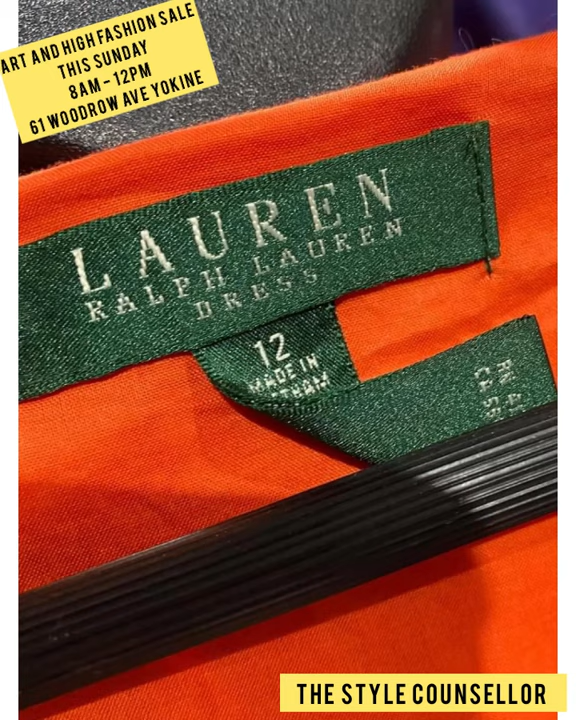 ART AND HIGH FASHION SALE
THIS SUNDAY
8AM - 12PM
61 WOODROW AVE YOKINE
LAUREN
RALPH LAUREN
DRESS
12
MADE IN
THE STYLE COUNSELLOR